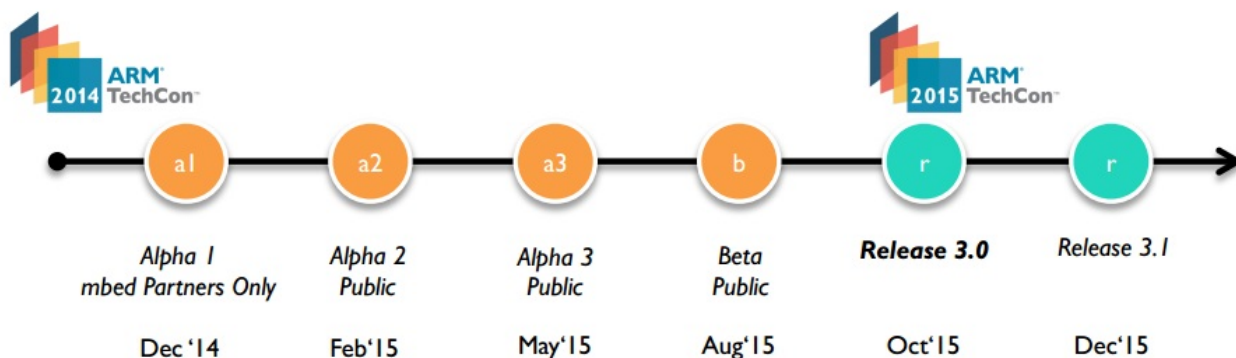 2014 ARM® TechCon™
2015 ARM® TechCon™
a1 a2 a3 b r r
Alpha 1 Alpha 2 Alpha 3 Beta Release 3.0 Release 3.1
mbed Partners Only Public Public Public
Dec ‘14 Feb‘15 May‘15 Aug‘15 Oct‘15 Dec‘15